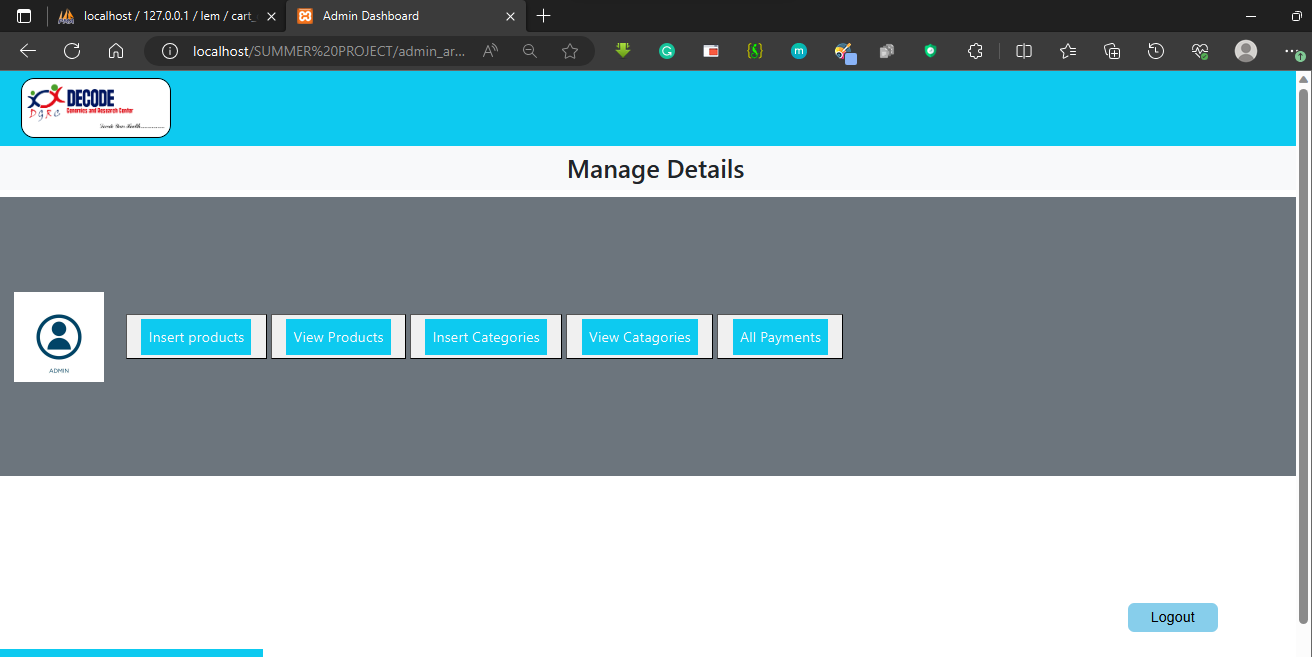 localhost / 127.0.0.1 / lem / cart_
Admin Dashboard
localhost/SUMMER%20PROJECT/admin_ar...
DECODE
Genomics and Research Center
DGRC
Manage Details
ADMIN
Insert products
View Products
Insert Categories
View Catagories
All Payments
Logout